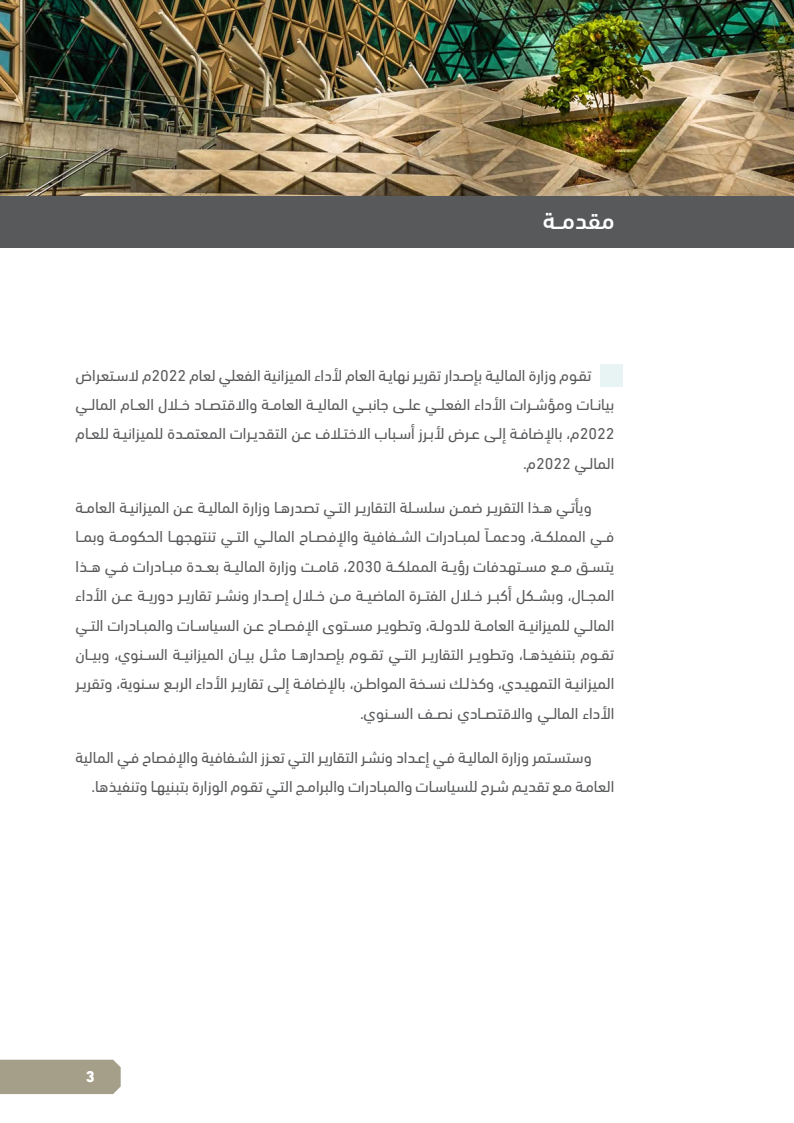 مقدمـة
تقوم وزارة المالية بإصدار تقرير نهاية العام لأداء الميزانية الفعلي لعام 2022م لاستعراض
بيانات ومؤشرات الأداء الفعلي على جانبي المالية العامة والاقتصاد خلال العام المالي
2022م، بالإضافة إلى عرض لأبرز أسباب الاختلاف عن التقديرات المعتمدة للميزانية للعام
المالي 2022م.
ويأتي هذا التقرير ضمن سلسلة التقارير التي تصدرها وزارة المالية عن الميزانية العامة
في المملكة، ودعماً لمبادرات الشفافية والإفصاح المالي التي تنتهجها الحكومة وبما
يتسق مع مستهدفات رؤية المملكة 2030، قامت وزارة المالية بعدة مبادرات في هذا
المجال، وبشكل أكبر خلال الفترة الماضية من خلال إصدار ونشر تقارير دورية عن الأداء
المالي للميزانية العامة للدولة، وتطوير مستوى الإفصاح عن السياسات والمبادرات التي
تقوم بتنفيذها، وتطوير التقارير التي تقوم بإصدارها مثل بيان الميزانية السنوي، وبيان
الميزانية التمهيدي، وكذلك نسخة المواطن، بالإضافة إلى تقارير الأداء الربع سنوية، وتقرير
الأداء المالي والاقتصادي نصف السنوي.
وستستمر وزارة المالية في إعداد ونشر التقارير التي تعزز الشفافية والإفصاح في المالية
العامة مع تقديم شرح للسياسات والمبادرات والبرامج التي تقوم الوزارة بتبنيها وتنفيذها.
3